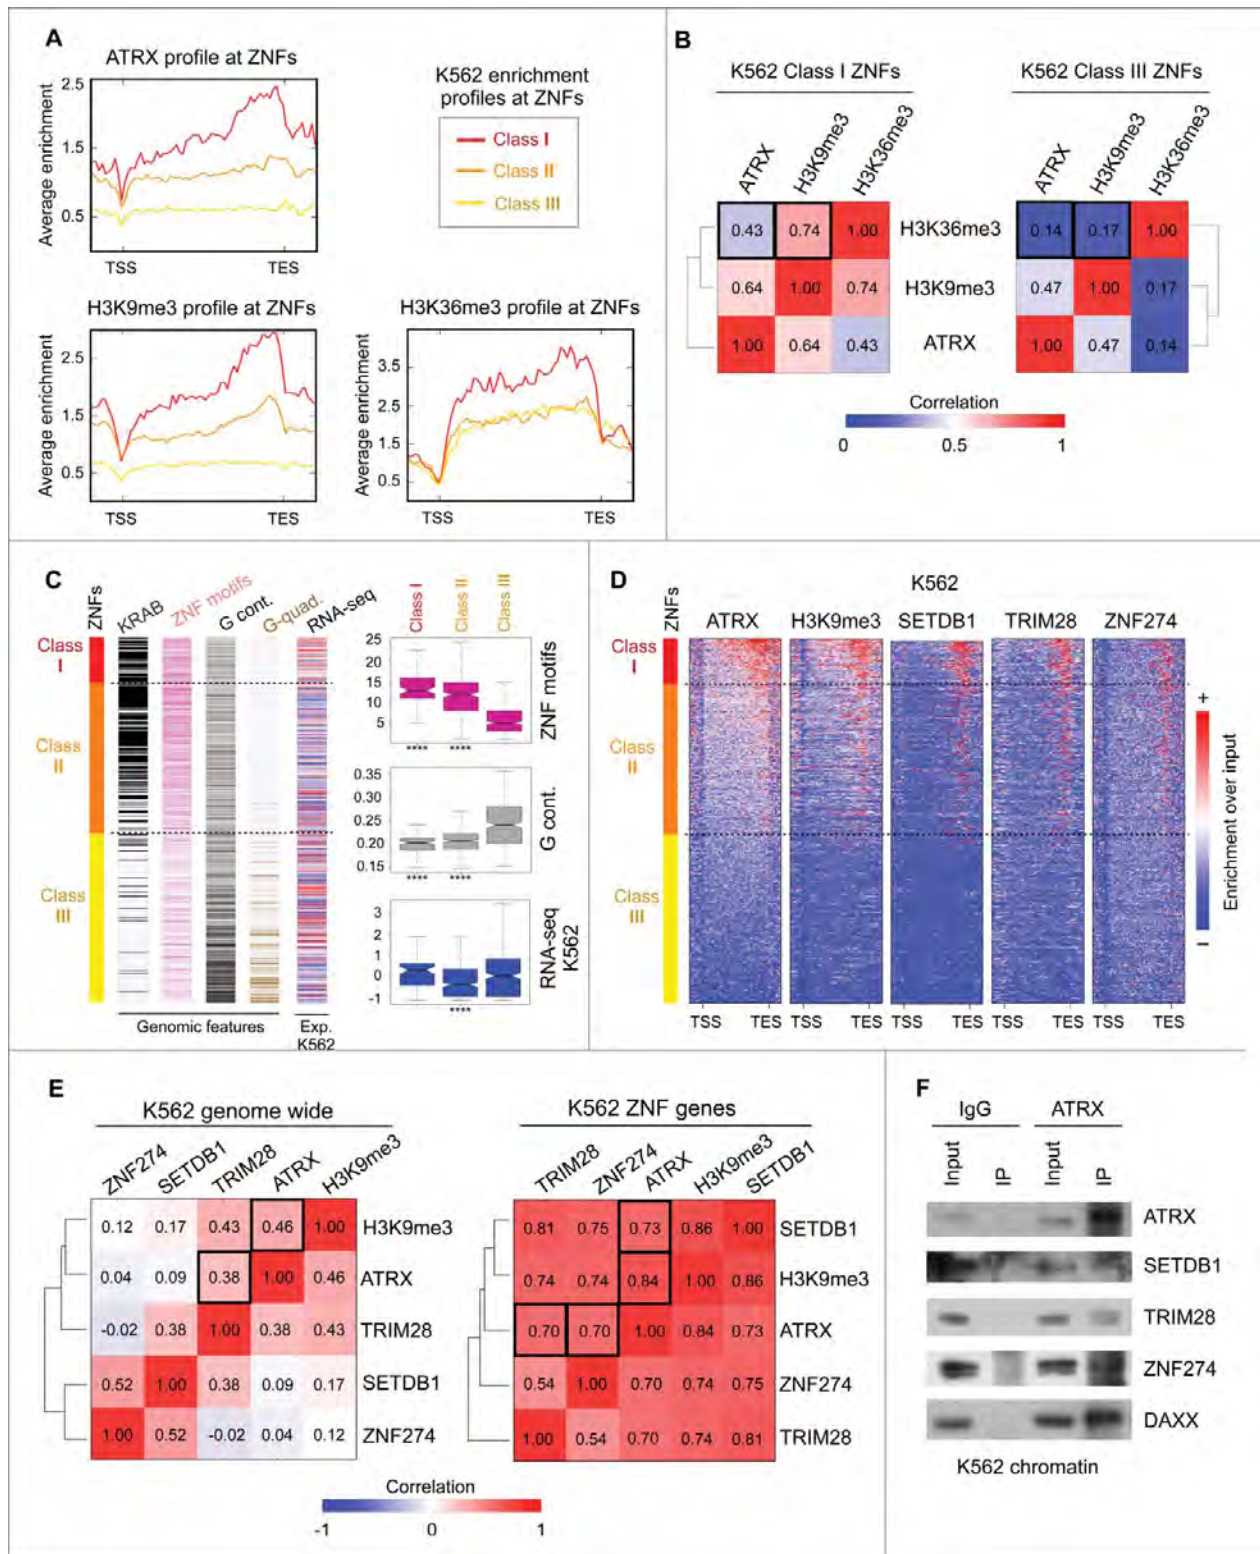 A
ATRX profile at ZNFs
Average enrichment
2.5
1.5
0.5
TSS
TES
K562 enrichment
profiles at ZNFs
Class I
Class II
Class III
H3K9me3 profile at ZNFs
Average enrichment
2.5
1.5
0.5
TSS
TES
H3K36me3 profile at ZNFs
Average enrichment
3.5
2.5
1.5
0.5
TSS
TES
B
K562 Class I ZNFs
K562 Class III ZNFs
ATRX
H3K9me3
H3K36me3
ATRX
H3K9me3
H3K36me3
0.43 0.74 1.00 H3K36me3 0.14 0.17 1.00
0.64 1.00 0.74 H3K9me3 0.47 1.00 0.17
1.00 0.64 0.43 ATRX 1.00 0.47 0.14
Correlation
0 0.5 1
C
ZNFs
KRAB
ZNF motifs
G cont.
G-quad.
RNA-seq
Class
I
Class
II
Class
III
Genomic features
Exp.
K562
Class I
Class II
Class III
25
20
15
10
5
**** ****
ZNF motifs
0.35
0.30
0.25
0.20
0.15
**** ****
G cont.
3
2
1
0
-1
****
RNA-seq
K562
D
K562
ZNFs
ATRX H3K9me3 SETDB1 TRIM28 ZNF274
Class
I
Class
II
Class
III
TSS TES TSS TES TSS TES TSS TES TSS TES
+
Enrichment over input
–
E
K562 genome wide
ZNF274
SETDB1
TRIM28
ATRX
H3K9me3
0.12 0.17 0.43 0.46 1.00 H3K9me3
0.04 0.09 0.38 1.00 0.46 ATRX
-0.02 0.38 1.00 0.38 0.43 TRIM28
0.52 1.00 0.38 0.09 0.17 SETDB1
1.00 0.52 -0.02 0.04 0.12 ZNF274
K562 ZNF genes
TRIM28
ZNF274
ATRX
H3K9me3
SETDB1
0.81 0.75 0.73 0.86 1.00 SETDB1
0.74 0.74 0.84 1.00 0.86 H3K9me3
0.70 0.70 1.00 0.84 0.73 ATRX
0.54 1.00 0.70 0.74 0.75 ZNF274
1.00 0.54 0.70 0.74 0.81 TRIM28
Correlation
-1 0 1
F
IgG ATRX
Input
IP
Input
IP
ATRX
SETDB1
TRIM28
ZNF274
DAXX
K562 chromatin